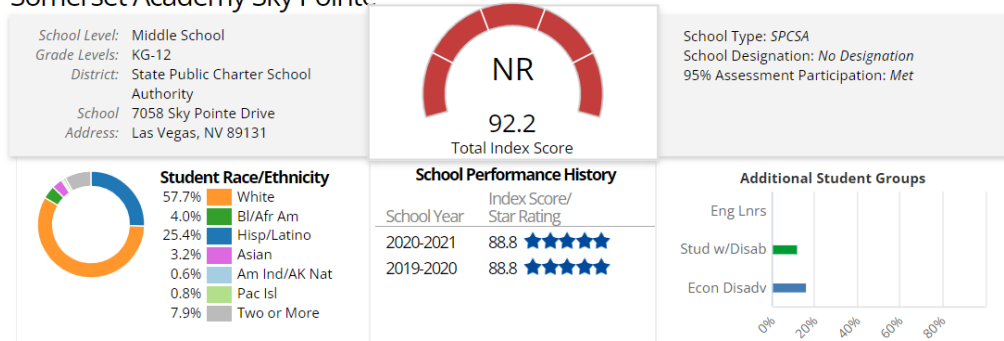 Somerset Academy Sky Pointe
School Level: Middle School
Grade Levels: KG-12
District: State Public Charter School
Authority
School 7058 Sky Pointe Drive
Address: Las Vegas, NV 89131
NR
92.2
Total Index Score
School Type: SPCSA
School Designation: No Designation
95% Assessment Participation: Met
Student Race/Ethnicity
57.7% White
4.0% Bl/Afr Am
25.4% Hisp/Latino
3.2% Asian
0.6% Am Ind/AK Nat
0.8% Pac Isl
7.9% Two or More
School Performance History
Index Score/
School Year Star Rating
2020-2021 88.8
2019-2020 88.8
Additional Student Groups
Eng Lnrs
Stud w/Disab
Econ Disadv
0% 20% 40% 60% 80%